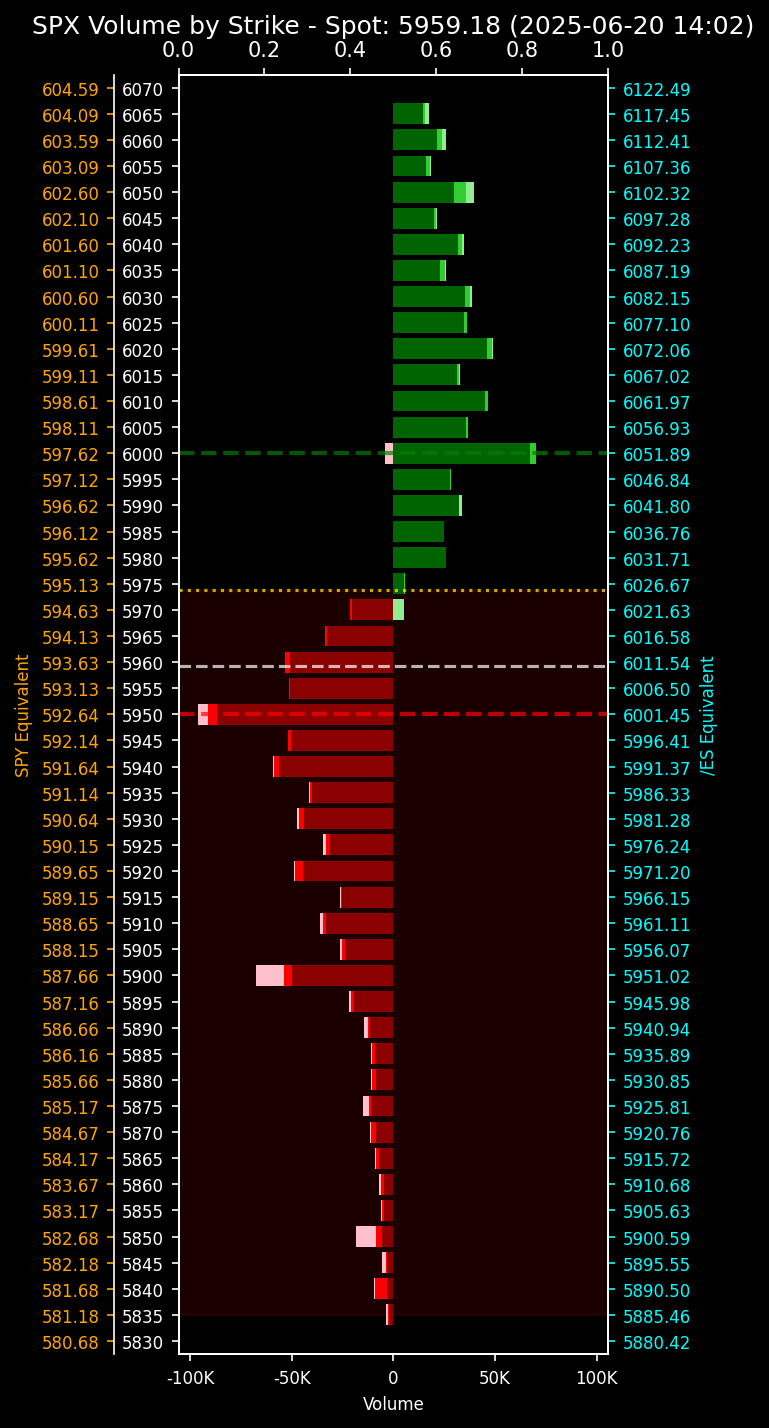 SPX Volume by Strike - Spot: 5959.18 (2025-06-20 14:02)
0.0 0.2 0.4 0.6 0.8 1.0
604.59 6070 6122.49
604.09 6065 6117.45
603.59 6060 6112.41
603.09 6055 6107.36
602.60 6050 6102.32
602.10 6045 6097.28
601.60 6040 6092.23
601.10 6035 6087.19
600.60 6030 6082.15
600.11 6025 6077.10
599.61 6020 6072.06
599.11 6015 6067.02
598.61 6010 6061.97
598.11 6005 6056.93
597.62 6000 6051.89
597.12 5995 6046.84
596.62 5990 6041.80
596.12 5985 6036.76
595.62 5980 6031.71
595.13 5975 6026.67
594.63 5970 6021.63
594.13 5965 6016.58
593.63 5960 6011.54
593.13 5955 6006.50
592.64 5950 6001.45
592.14 5945 5996.41
591.64 5940 5991.37
591.14 5935 5986.33
590.64 5930 5981.28
590.15 5925 5976.24
589.65 5920 5971.20
589.15 5915 5966.15
588.65 5910 5961.11
588.15 5905 5956.07
587.66 5900 5951.02
587.16 5895 5945.98
586.66 5890 5940.94
586.16 5885 5935.89
585.66 5880 5930.85
585.17 5875 5925.81
584.67 5870 5920.76
584.17 5865 5915.72
583.67 5860 5910.68
583.17 5855 5905.63
582.68 5850 5900.59
582.18 5845 5895.55
581.68 5840 5890.50
581.18 5835 5885.46
580.68 5830 5880.42
SPY Equivalent
/ES Equivalent
-100K -50K 0 50K 100K
Volume